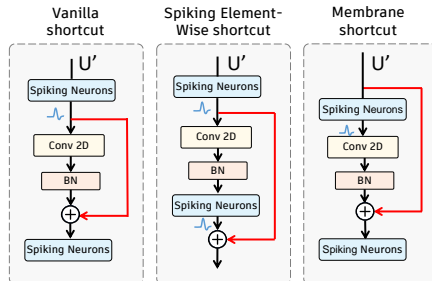 Vanilla
shortcut
U'
Spiking Neurons
Conv 2D
BN
Spiking Neurons
Spiking Element-
Wise shortcut
U'
Spiking Neurons
Conv 2D
BN
Spiking Neurons
Membrane
shortcut
U'
Spiking Neurons
Conv 2D
BN
Spiking Neurons